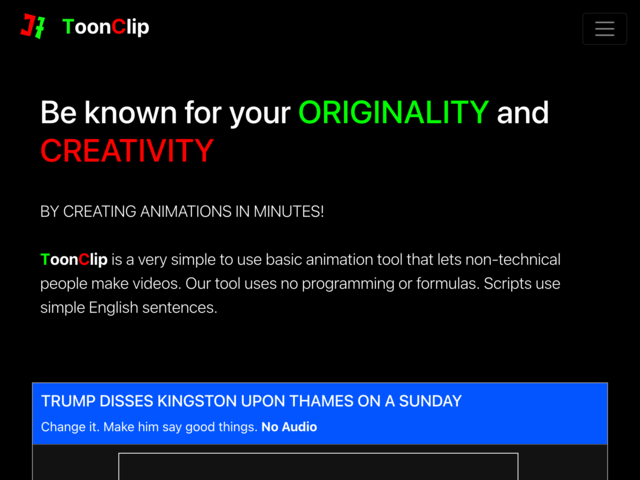 ToonClip
Be known for your ORIGINALITY and
CREATIVITY
BY CREATING ANIMATIONS IN MINUTES!
ToonClip is a very simple to use basic animation tool that lets non-technical
people make videos. Our tool uses no programming or formulas. Scripts use
simple English sentences.
TRUMP DISSES KINGSTON UPON THAMES ON A SUNDAY
Change it. Make him say good things. No Audio